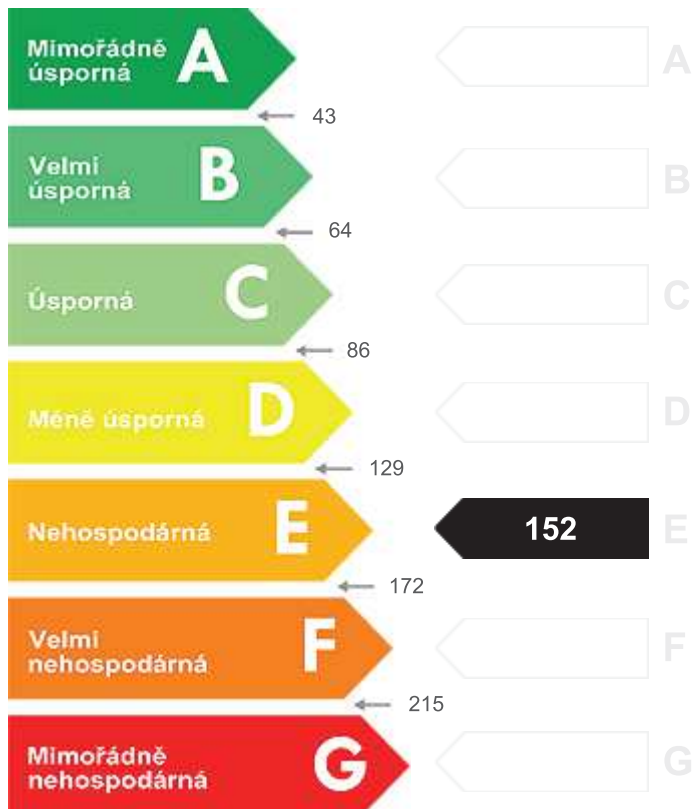 Mimořádně
úsporná
A
A
43
Velmi
úsporná
B
B
64
Úsporná
C
C
86
Méně úsporná
D
D
129
Nehospodárná
E
152
E
172
Velmi
nehospodárná
F
F
215
Mimořádně
nehospodárná
G
G